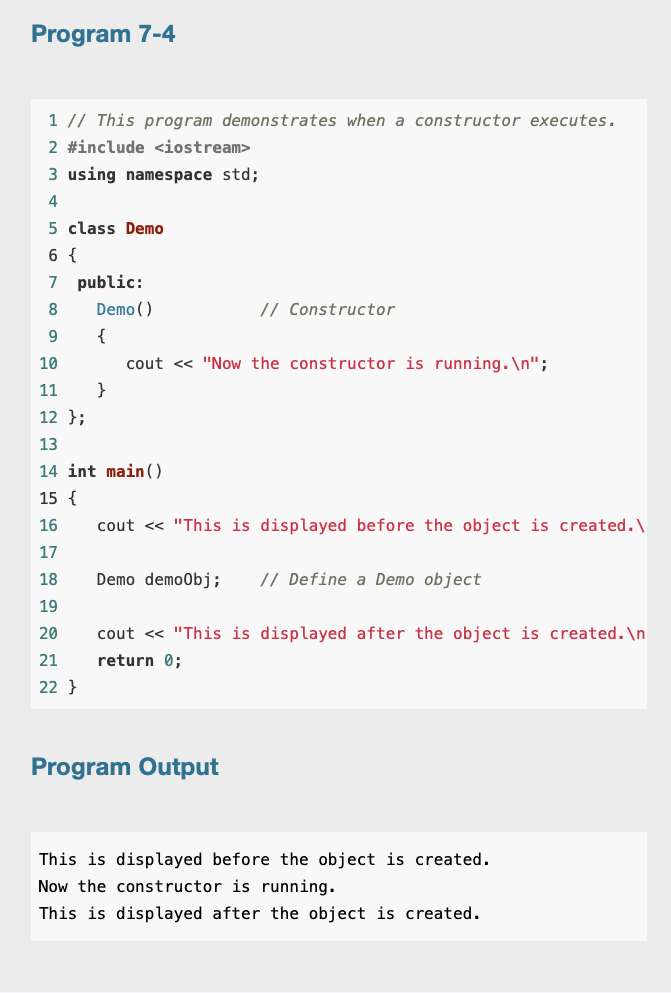 Program 7-4
1 // This program demonstrates when a constructor executes.
2 #include <iostream>
3 using namespace std;
4
5 class Demo
6 {
7  public:
8    Demo()           // Constructor
9    {
10       cout << "Now the constructor is running.\n";
11    }
12 };
13
14 int main()
15 {
16    cout << "This is displayed before the object is created.\
17
18    Demo demoObj;    // Define a Demo object
19
20    cout << "This is displayed after the object is created.\n
21    return 0;
22 }
Program Output
This is displayed before the object is created.
Now the constructor is running.
This is displayed after the object is created.